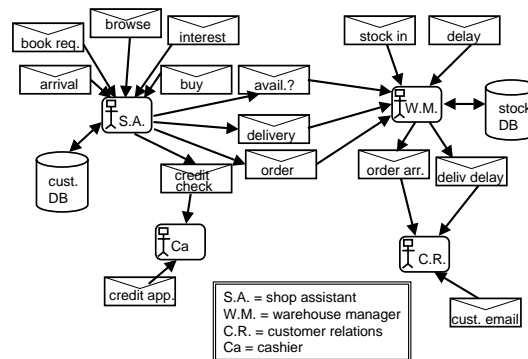 browse
book req.
interest
stock in
delay
arrival
buy
avail.?
S.A.
W.M.
stock
DB
delivery
cust.
DB
credit
check
order
order arr.
deliv delay
Ca
C.R.
credit app.
cust. email
S.A. = shop assistant
W.M. = warehouse manager
C.R. = customer relations
Ca = cashier